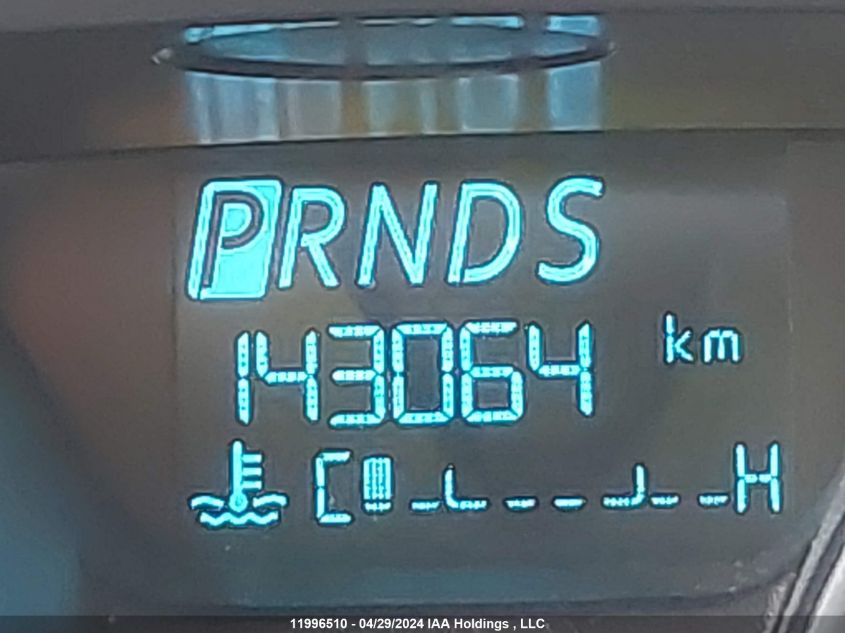 PRNDS
143064 km
C H
11996510 - 04/29/2024 IAA Holdings , LLC